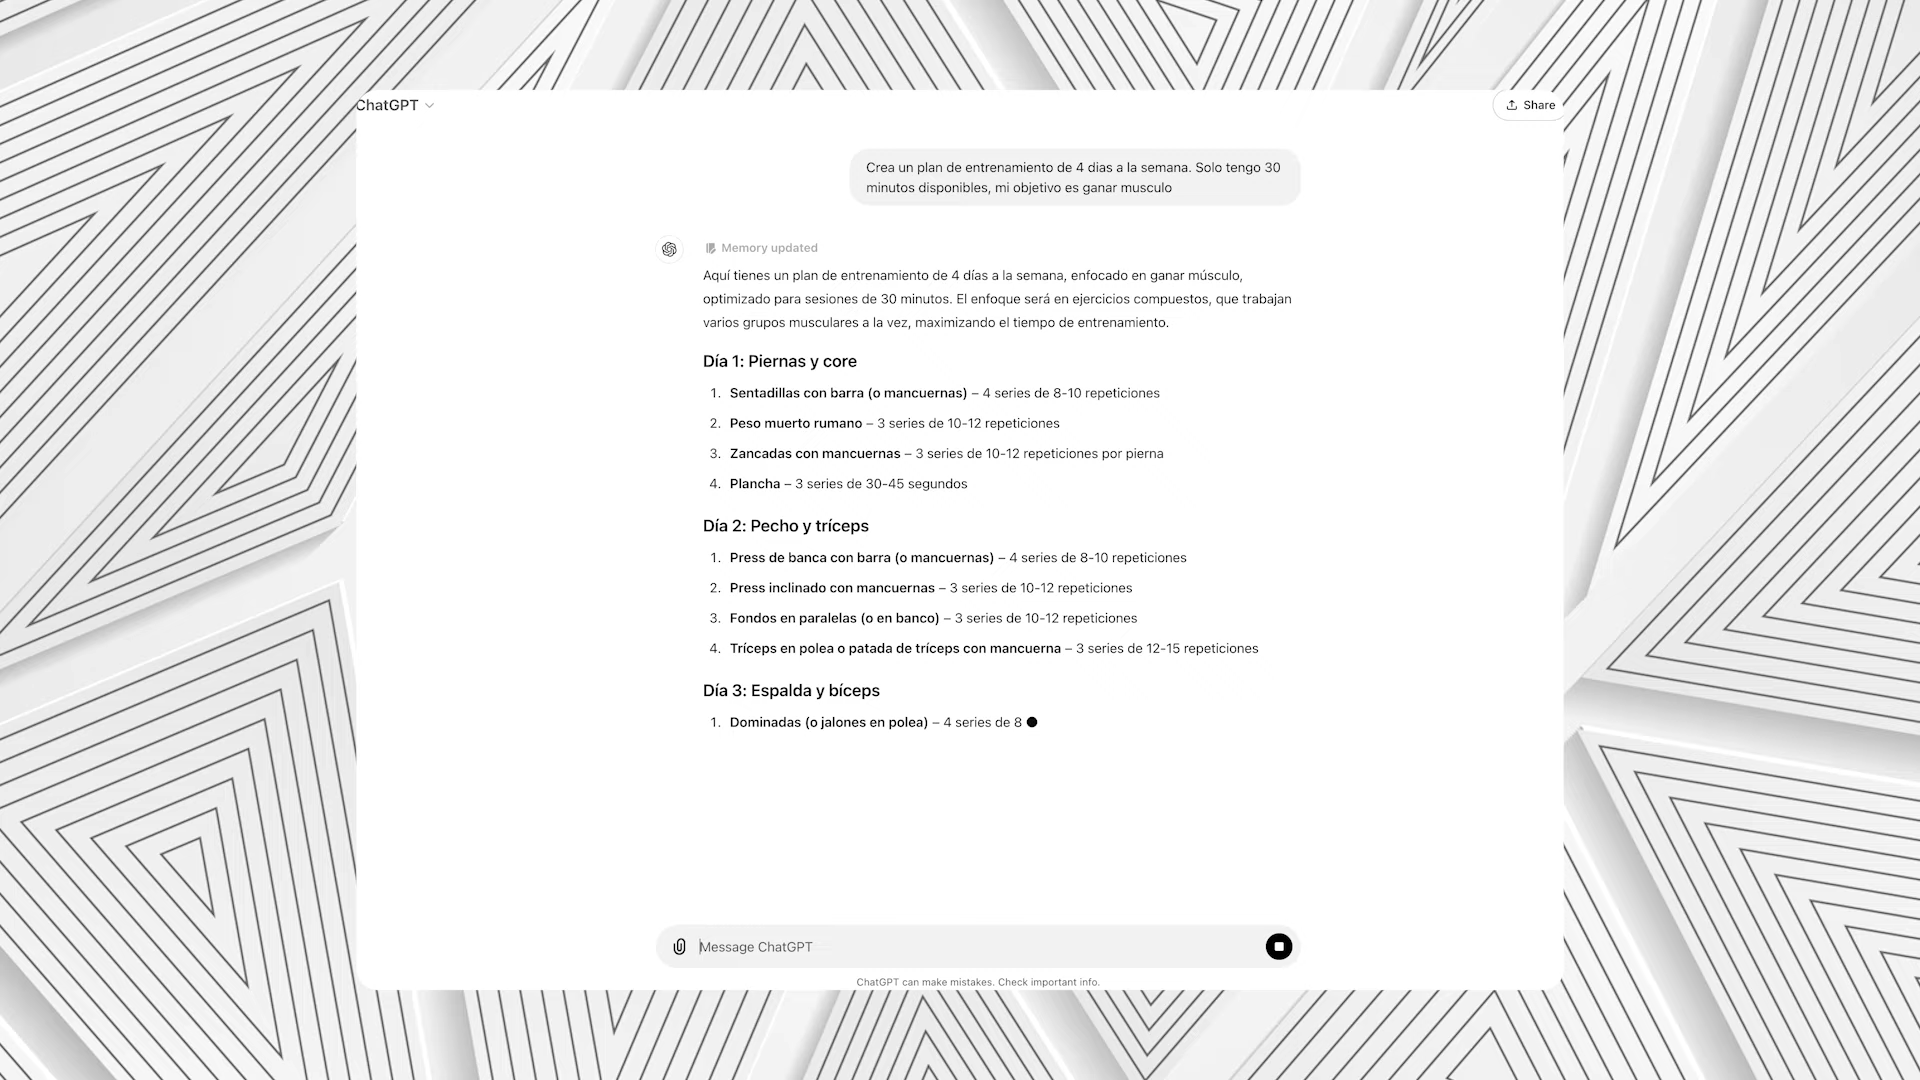 ChatGPT
Share
Crea un plan de entrenamiento de 4 dias a la semana. Solo tengo 30
minutos disponibles, mi objetivo es ganar musculo
Memory updated
Aquí tienes un plan de entrenamiento de 4 días a la semana, enfocado en ganar músculo,
optimizado para sesiones de 30 minutos. El enfoque será en ejercicios compuestos, que trabajan
varios grupos musculares a la vez, maximizando el tiempo de entrenamiento.
Día 1: Piernas y core
1. Sentadillas con barra (o mancuernas) – 4 series de 8-10 repeticiones
2. Peso muerto rumano – 3 series de 10-12 repeticiones
3. Zancadas con mancuernas – 3 series de 10-12 repeticiones por pierna
4. Plancha – 3 series de 30-45 segundos
Día 2: Pecho y tríceps
1. Press de banca con barra (o mancuernas) – 4 series de 8-10 repeticiones
2. Press inclinado con mancuernas – 3 series de 10-12 repeticiones
3. Fondos en paralelas (o en banco) – 3 series de 10-12 repeticiones
4. Tríceps en polea o patada de tríceps con mancuerna – 3 series de 12-15 repeticiones
Día 3: Espalda y bíceps
1. Dominadas (o jalones en polea) – 4 series de 8
Message ChatGPT
ChatGPT can make mistakes. Check important info.